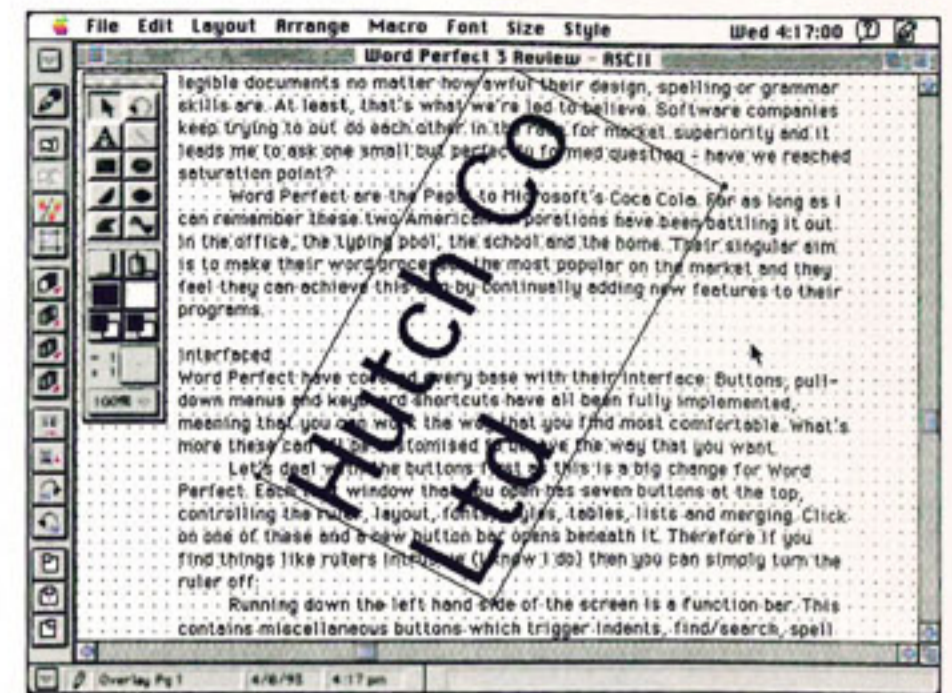 File Edit Layout Arrange Macro Font Size Style Wed 4:17:00
Word Perfect 3 Review - ASCII
legible documents no matter how awful their design, spelling or grammar
skills are. At least, that's what we're led to believe. Software companies
keep trying to out do each other in the race for market superiority and it
leads me to ask one small but perfectly formed question - have we reached
saturation point?
Word Perfect are the Pepsi to Microsoft's Coca Cola. For as long as I
can remember these two American corporations have been battling it out
in the office, the typing pool, the school and the home. Their singular aim
is to make their wordprocessor the most popular on the market and they
feel they can achieve this by continually adding new features to their
programs.
Interfaced
Word Perfect have covered every base with their interface. Buttons, pull-
down menus and keyboard shortcuts have all been fully implemented,
meaning that you can work the way that you find most comfortable. What's
more these can all be customised to behave the way that you want.
Let's deal with the buttons first as this is a big change for Word
Perfect. Each window that you open has seven buttons at the top,
controlling the ruler, layout, fonts, styles, tables, lists and merging. Click
on one of these and a new button bar opens beneath it. Therefore if you
find things like rulers intrusive (I know I do) then you can simply turn the
ruler off.
Running down the left hand side of the screen is a function bar. This
contains miscellaneous buttons which trigger indents, find/search, spell
Hutch Co
Ltd
100%
Overlay Pg 1 4:17 pm